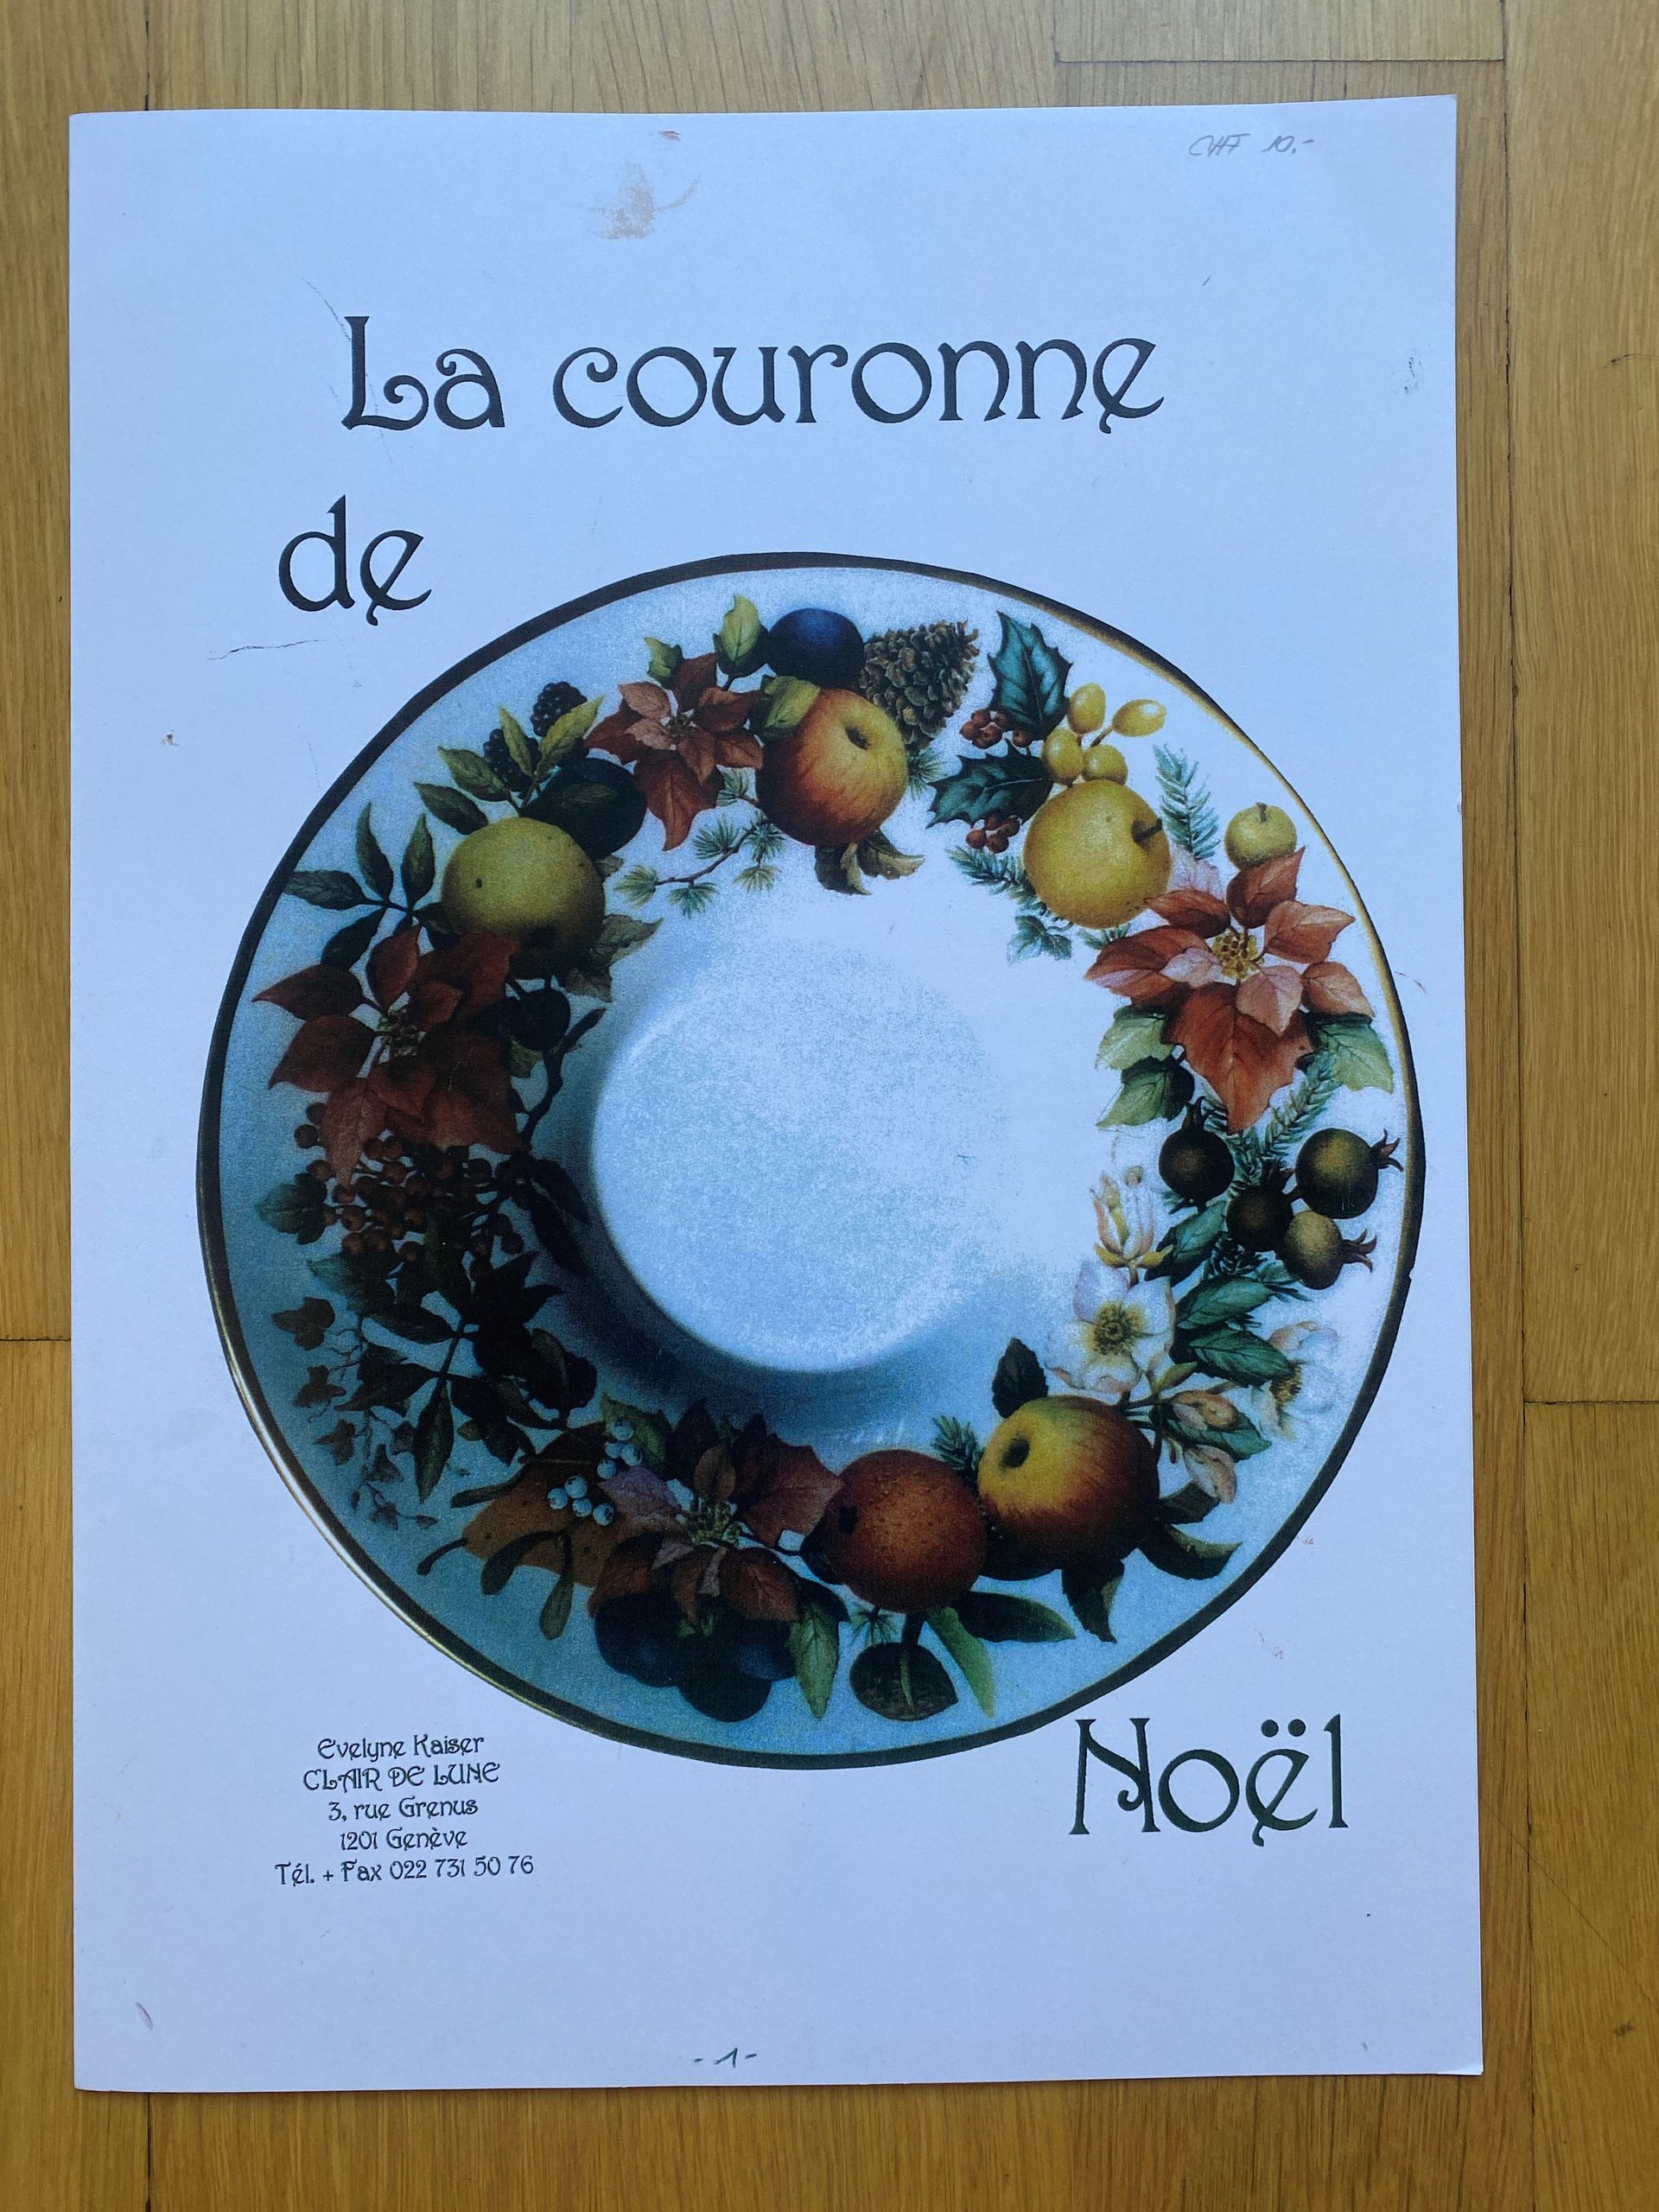 CHF 10.-
La couronne
de
Noël
Evelyne Kaiser
CLAIR DE LUNE
3, rue Grenus
1201 Genève
Tél. + Fax 022 731 50 76
- 1 -